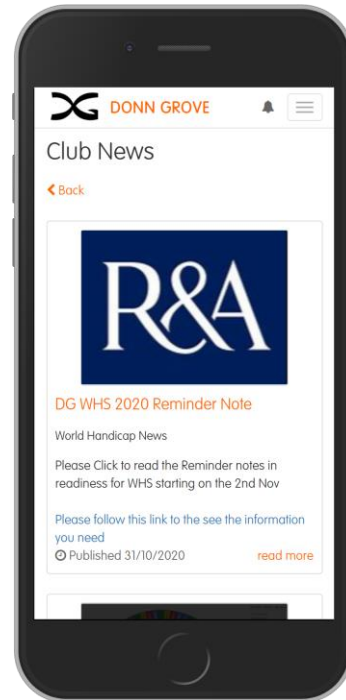 DG DONN GROVE
Club News
Back
R&A
DG WHS 2020 Reminder Note
World Handicap News
Please Click to read the Reminder notes in
readiness for WHS starting on the 2nd Nov
Please follow this link to the see the information
you need
Published 31/10/2020 read more